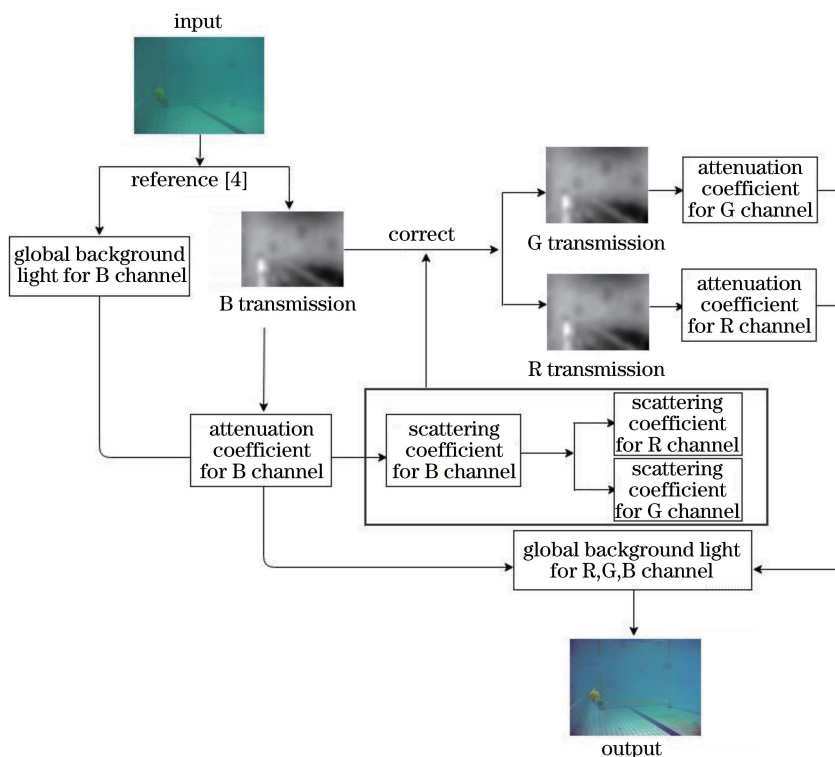 input
reference [4]
global background
light for B channel
B transmission
correct
G transmission
attenuation
coefficient
for G channel
R transmission
attenuation
coefficient
for R channel
attenuation
coefficient
for B channel
scattering
coefficient
for B channel
scattering
coefficient
for R channel
scattering
coefficient
for G channel
global background light
for R,G,B channel
output